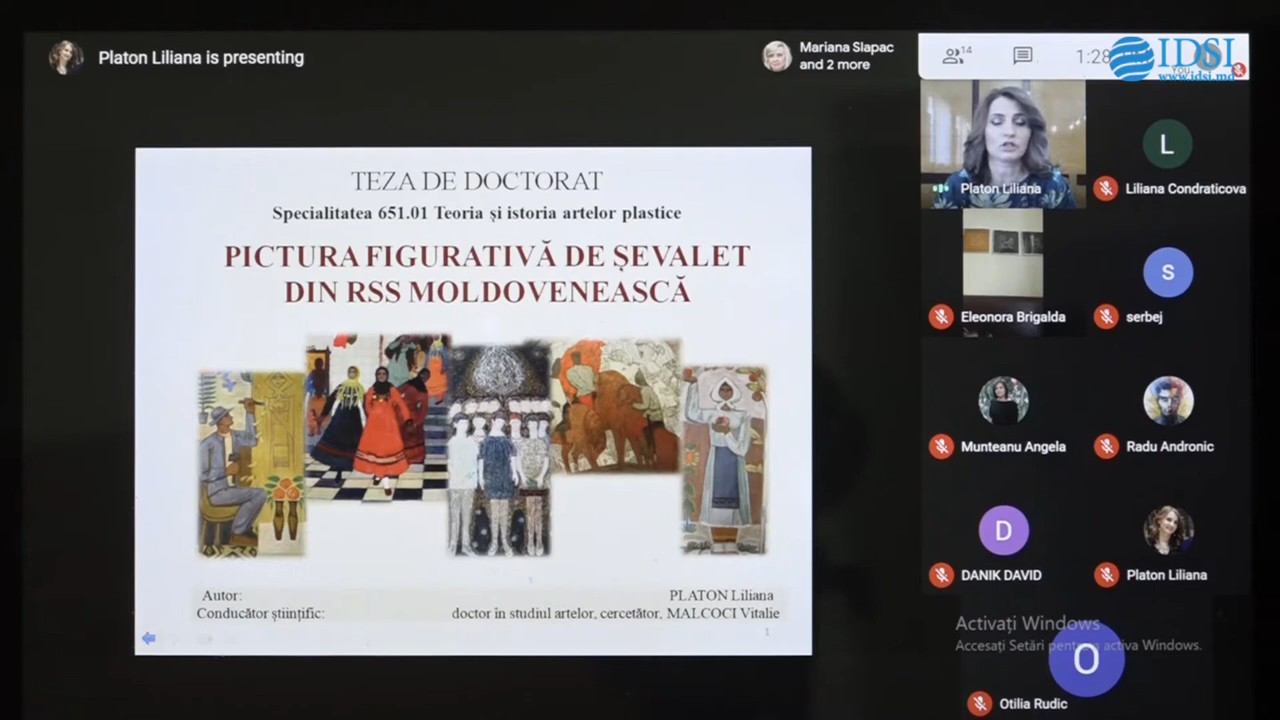 Platon Liliana is presenting
Mariana Slapac
and 2 more
14
IDSI
www.idsi.md
TEZA DE DOCTORAT
Specialitatea 651.01 Teoria și istoria artelor plastice
PICTURA FIGURATIVĂ DE ȘEVALET
DIN RSS MOLDOVENEASCĂ
Autor: PLATON Liliana
Conducător științific: doctor în studiul artelor, cercetător, MALCOCI Vitalie
1
Platon Liliana
L
Liliana Condraticova
Eleonora Brigalda
S
serbej
Munteanu Angela
Radu Andronic
D
DANIK DAVID
Platon Liliana
Activați Windows
Accesați Setări pentru a activa Windows.
O
Otilia Rudic